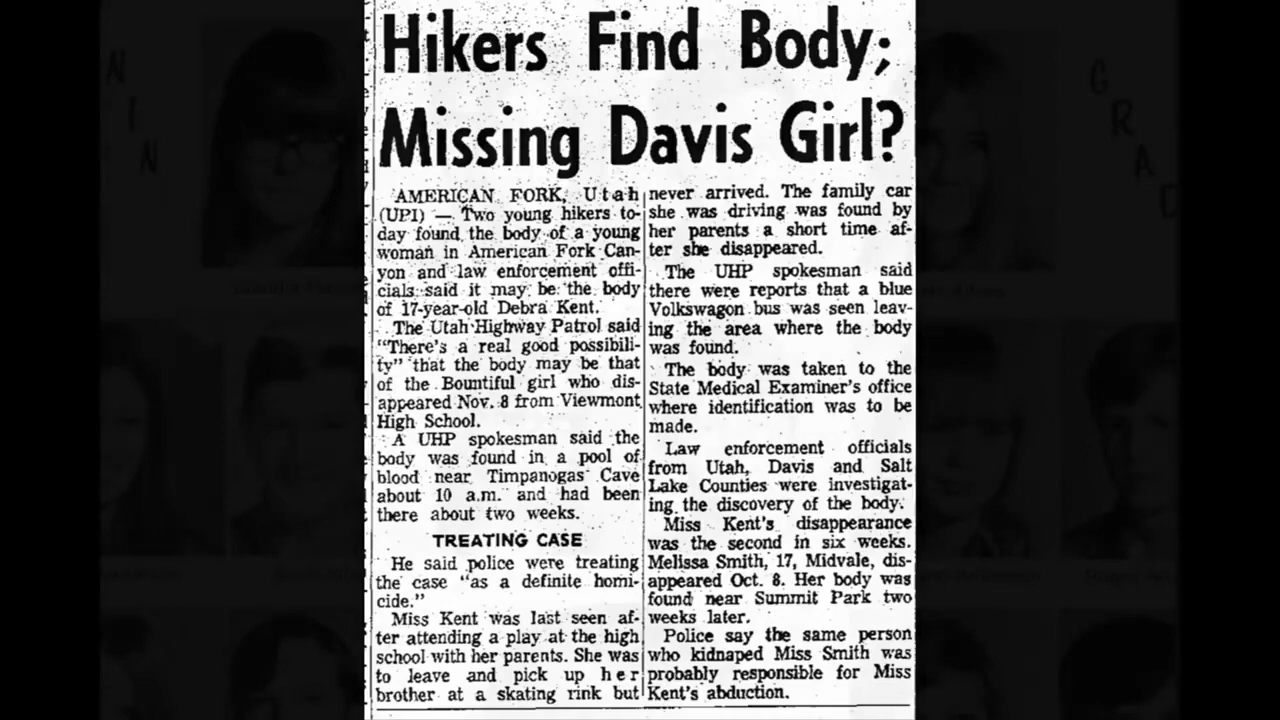 Hikers Find Body;
Missing Davis Girl?
AMERICAN FORK, Utah
(UPI) — Two young hikers to-
day found the body of a young
woman in American Fork Can-
yon and law enforcement offi-
cials said it may be the body
of 17-year-old Debra Kent.
The Utah Highway Patrol said
"There's a real good possibili-
ty" that the body may be that
of the Bountiful girl who dis-
appeared Nov. 8 from Viewmont
High School.
A UHP spokesman said the
body was found in a pool of
blood near Timpanogas Cave
about 10 a.m. and had been
there about two weeks.
TREATING CASE
He said police were treating
the case "as a definite homi-
cide."
Miss Kent was last seen af-
ter attending a play at the high
school with her parents. She was
to leave and pick up her
brother at a skating rink but
never arrived. The family car
she was driving was found by
her parents a short time af-
ter she disappeared.
The UHP spokesman said
there were reports that a blue
Volkswagon bus was seen leav-
ing the area where the body
was found.
The body was taken to the
State Medical Examiner's office
where identification was to be
made.
Law enforcement officials
from Utah, Davis and Salt
Lake Counties were investigat-
ing the discovery of the body.
Miss Kent's disappearance
was the second in six weeks.
Melissa Smith, 17, Midvale, dis-
appeared Oct. 8. Her body was
found near Summit Park two
weeks later.
Police say the same person
who kidnaped Miss Smith was
probably responsible for Miss
Kent's abduction.
G
R
A
D